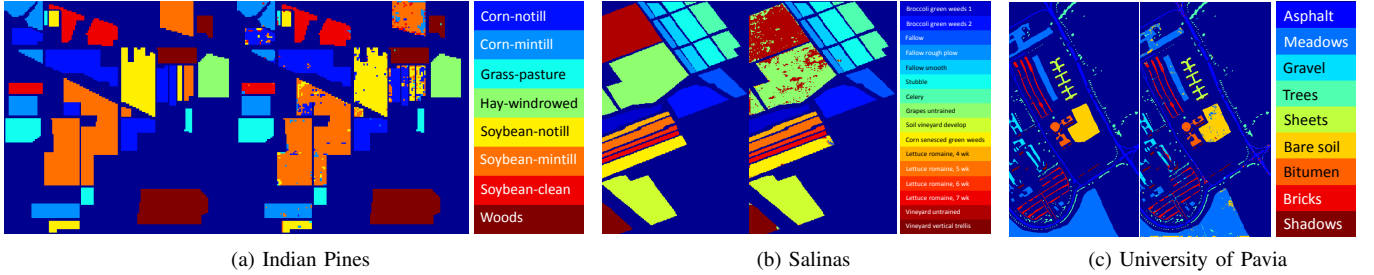 Corn-notill
Corn-mintill
Grass-pasture
Hay-windrowed
Soybean-notill
Soybean-mintill
Soybean-clean
Woods
(a) Indian Pines
Broccoli green weeds 1
Broccoli green weeds 2
Fallow
Fallow rough plow
Fallow smooth
Stubble
Celery
Grapes untrained
Soil vineyard develop
Corn senesced green weeds
Lettuce romaine, 4 wk
Lettuce romaine, 5 wk
Lettuce romaine, 6 wk
Lettuce romaine, 7 wk
Vineyard untrained
Vineyard vertical trellis
(b) Salinas
Asphalt
Meadows
Gravel
Trees
Sheets
Bare soil
Bitumen
Bricks
Shadows
(c) University of Pavia